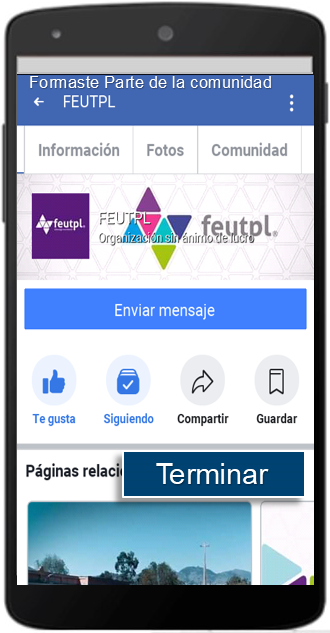 Formaste Parte de la comunidad
FEUTPL
Información Fotos Comunidad
feutpl.
FEUTPL
Organización sin ánimo de lucro
feutpl®
Enviar mensaje
Te gusta Siguiendo Compartir Guardar
Páginas
Terminar